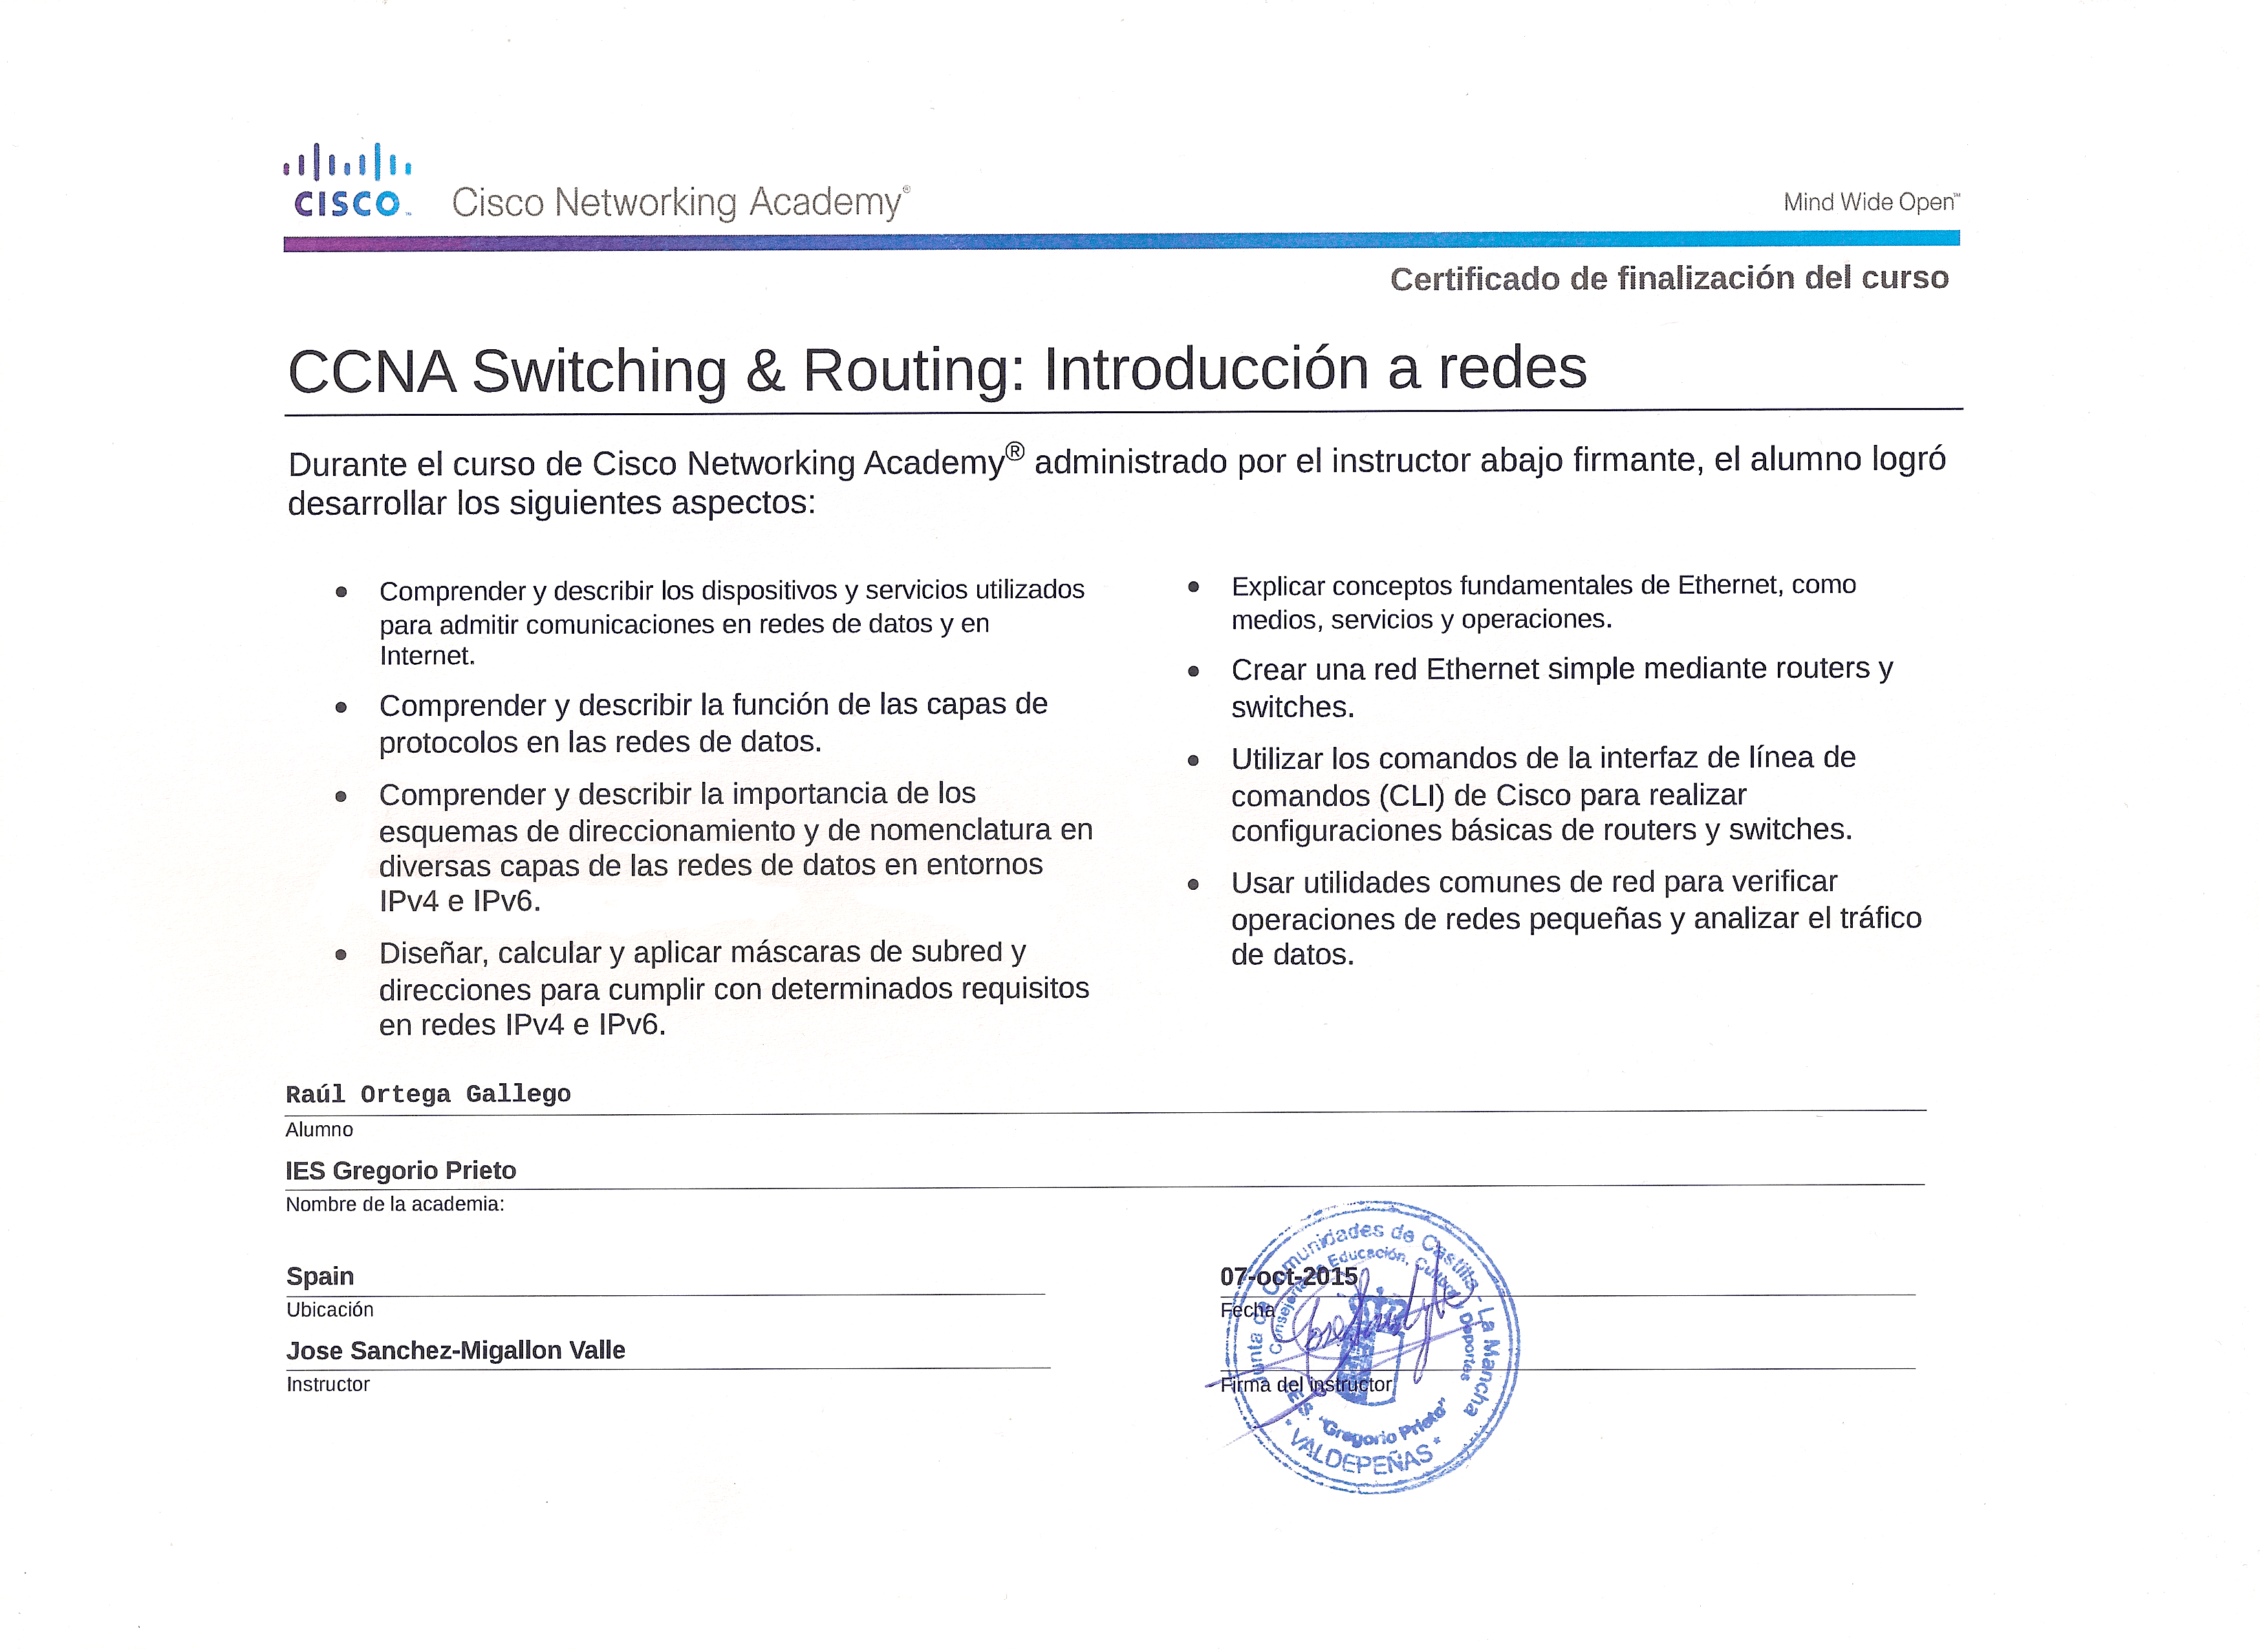 CISCO™ Cisco Networking Academy® Mind Wide Open™
Certificado de finalización del curso
CCNA Switching & Routing: Introducción a redes
Durante el curso de Cisco Networking Academy® administrado por el instructor abajo firmante, el alumno logró
desarrollar los siguientes aspectos:
• Comprender y describir los dispositivos y servicios utilizados
para admitir comunicaciones en redes de datos y en
Internet.
• Comprender y describir la función de las capas de
protocolos en las redes de datos.
• Comprender y describir la importancia de los
esquemas de direccionamiento y de nomenclatura en
diversas capas de las redes de datos en entornos
IPv4 e IPv6.
• Diseñar, calcular y aplicar máscaras de subred y
direcciones para cumplir con determinados requisitos
en redes IPv4 e IPv6.
• Explicar conceptos fundamentales de Ethernet, como
medios, servicios y operaciones.
• Crear una red Ethernet simple mediante routers y
switches.
• Utilizar los comandos de la interfaz de línea de
comandos (CLI) de Cisco para realizar
configuraciones básicas de routers y switches.
• Usar utilidades comunes de red para verificar
operaciones de redes pequeñas y analizar el tráfico
de datos.
Raúl Ortega Gallego
Alumno
IES Gregorio Prieto
Nombre de la academia:
Spain
Ubicación
07-oct-2015
Fecha
Jose Sanchez-Migallon Valle
Instructor
Firma del instructor
Junta de Comunidades de Castilla - La Mancha
Consejería de Educación, Cultura y Deportes
I.E.S. "Gregorio Prieto"
* VALDEPEÑAS *